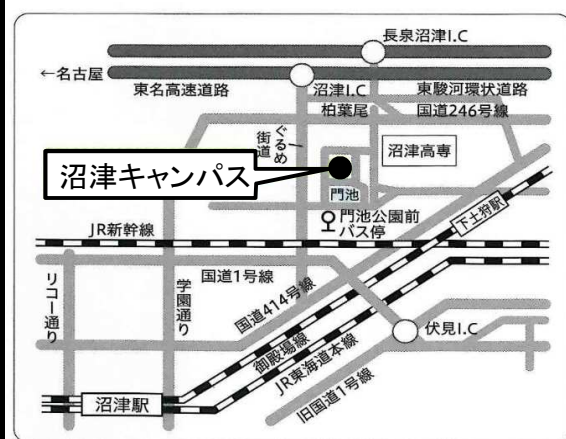 長泉沼津I.C
←名古屋
東名高速道路
沼津I.C
東駿河環状道路
柏葉尾
国道246号線
ぐるめ
街道
沼津高専
沼津キャンパス
門池
門池公園前
バス停
下土狩駅
JR新幹線
国道1号線
リコー通り
学園通り
国道414号線
御殿場線
JR東海道本線
伏見I.C
旧国道1号線
沼津駅